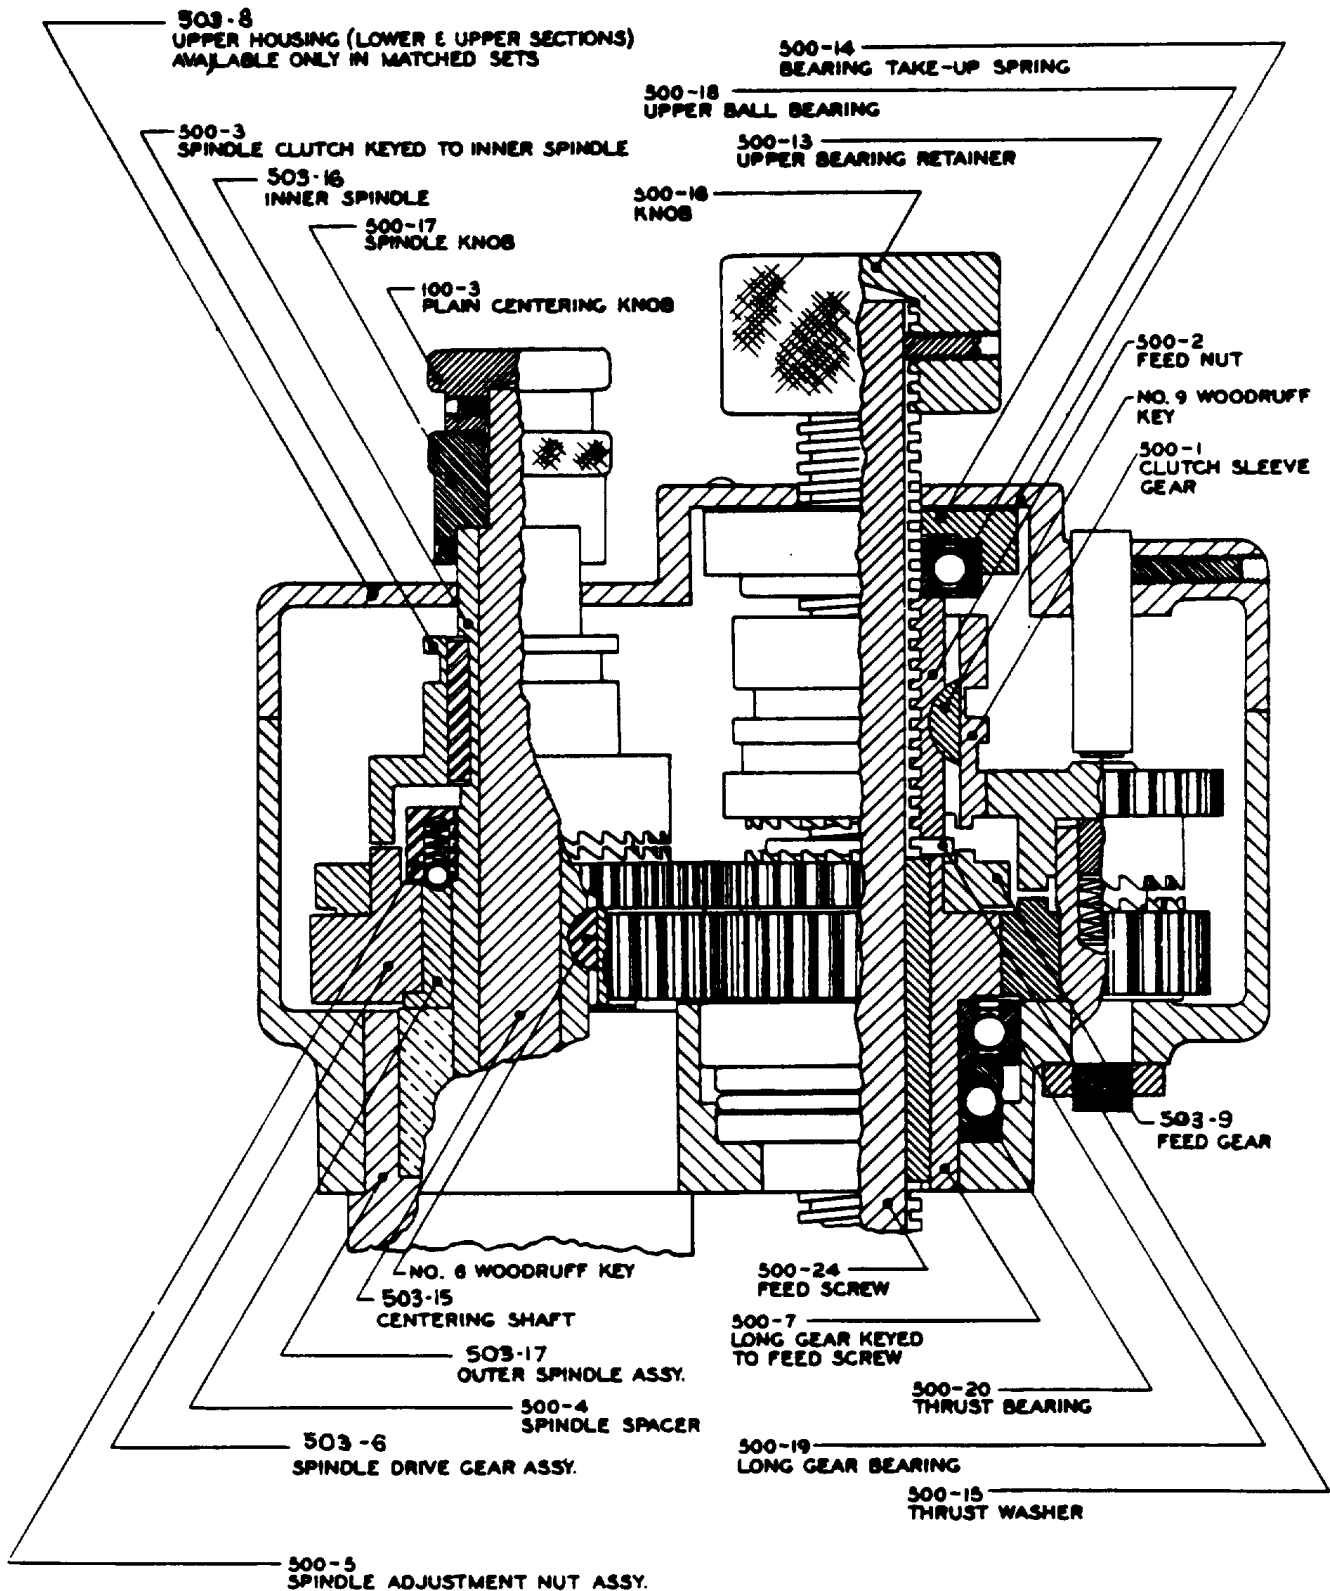 503-8
UPPER HOUSING (LOWER & UPPER SECTIONS)
AVAILABLE ONLY IN MATCHED SETS
500-14
BEARING TAKE-UP SPRING
500-18
UPPER BALL BEARING
500-3
SPINDLE CLUTCH KEYED TO INNER SPINDLE
500-13
UPPER BEARING RETAINER
503-16
INNER SPINDLE
500-16
KNOB
500-17
SPINDLE KNOB
100-3
PLAIN CENTERING KNOB
500-2
FEED NUT
NO. 9 WOODRUFF
KEY
500-1
CLUTCH SLEEVE
GEAR
503-9
FEED GEAR
NO. 6 WOODRUFF KEY
503-15
CENTERING SHAFT
500-24
FEED SCREW
500-7
LONG GEAR KEYED
TO FEED SCREW
503-17
OUTER SPINDLE ASSY.
500-20
THRUST BEARING
500-4
SPINDLE SPACER
503-6
SPINDLE DRIVE GEAR ASSY.
500-19
LONG GEAR BEARING
500-15
THRUST WASHER
500-5
SPINDLE ADJUSTMENT NUT ASSY.